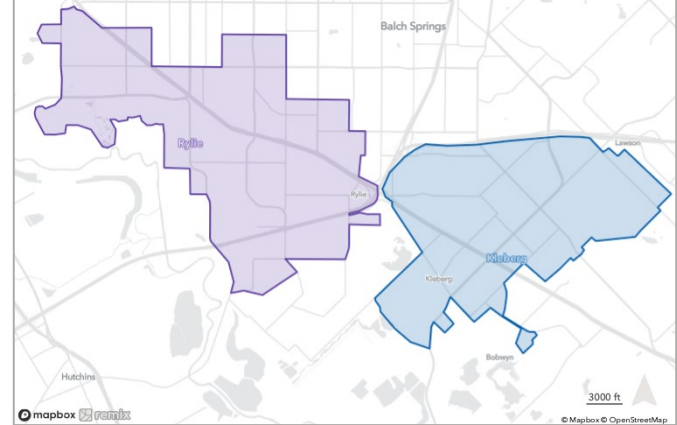 Balch Springs
Lawson
Rylie
Rylie
Kleberg
Kleberg
Bobwyn
Hutchins
3000 ft
mapbox remix
© Mapbox © OpenStreetMap